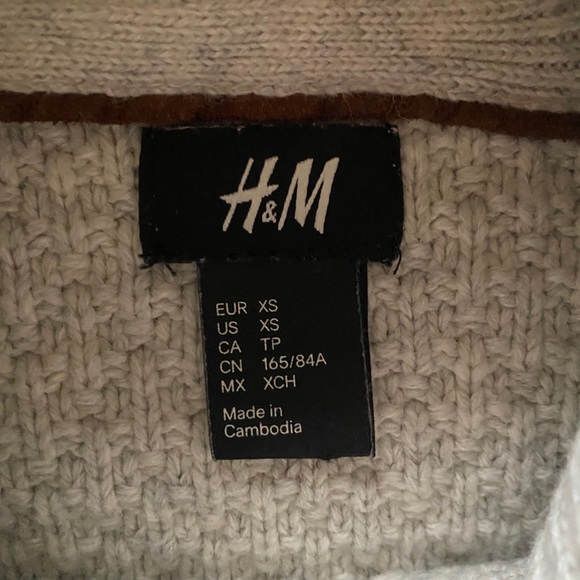 H&M
EUR XS
US XS
CA TP
CN 165/84A
MX XCH
Made in
Cambodia